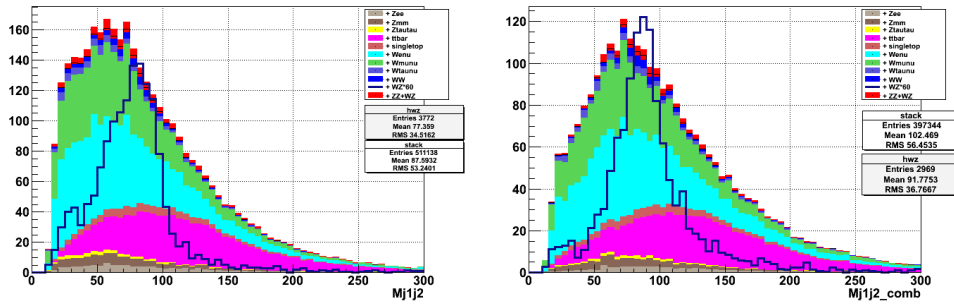 160
140
120
100
80
60
40
20
0
0 50 100 150 200 250 300
Mj1j2
+ Zee
+ Zmm
+ Ztautau
+ ttbar
+ singletop
+ Wenu
+ Wmunu
+ Wtaunu
+ WW
+ WZ*60
+ ZZ+WZ
hwz
Entries 3772
Mean 77.359
RMS 34.5162
stack
Entries 511138
Mean 87.5932
RMS 53.2401
120
100
80
60
40
20
0
0 50 100 150 200 250 300
Mj1j2_comb
+ Zee
+ Zmm
+ Ztautau
+ ttbar
+ singletop
+ Wenu
+ Wmunu
+ Wtaunu
+ WW
+ WZ*60
+ ZZ+WZ
stack
Entries 397344
Mean 102.469
RMS 56.4535
hwz
Entries 2969
Mean 91.7753
RMS 36.7667